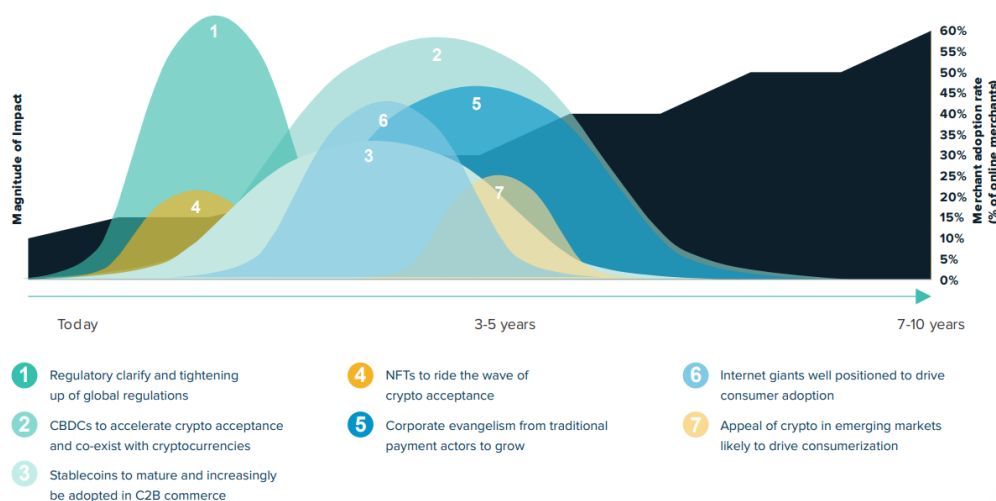 Magnitude of Impact
1
2
3
4
5
6
7
60%
55%
50%
45%
40%
35%
30%
25%
20%
15%
10%
5%
0%
Merchant adoption rate
(% of online merchants)
Today
3-5 years
7-10 years
1 Regulatory clarify and tightening
up of global regulations
2 CBDCs to accelerate crypto acceptance
and co-exist with cryptocurrencies
3 Stablecoins to mature and increasingly
be adopted in C2B commerce
4 NFTs to ride the wave of
crypto acceptance
5 Corporate evangelism from traditional
payment actors to grow
6 Internet giants well positioned to drive
consumer adoption
7 Appeal of crypto in emerging markets
likely to drive consumerization